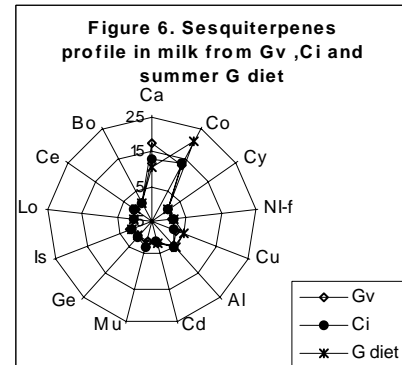 Figure 6. Sesquiterpenes
profile in milk from Gv ,Ci and
summer G diet
Ca
Co
Cy
NI-f
Cu
Al
Cd
Mu
Ge
Is
Lo
Ce
Bo
25
15
5
Gv
Ci
G diet